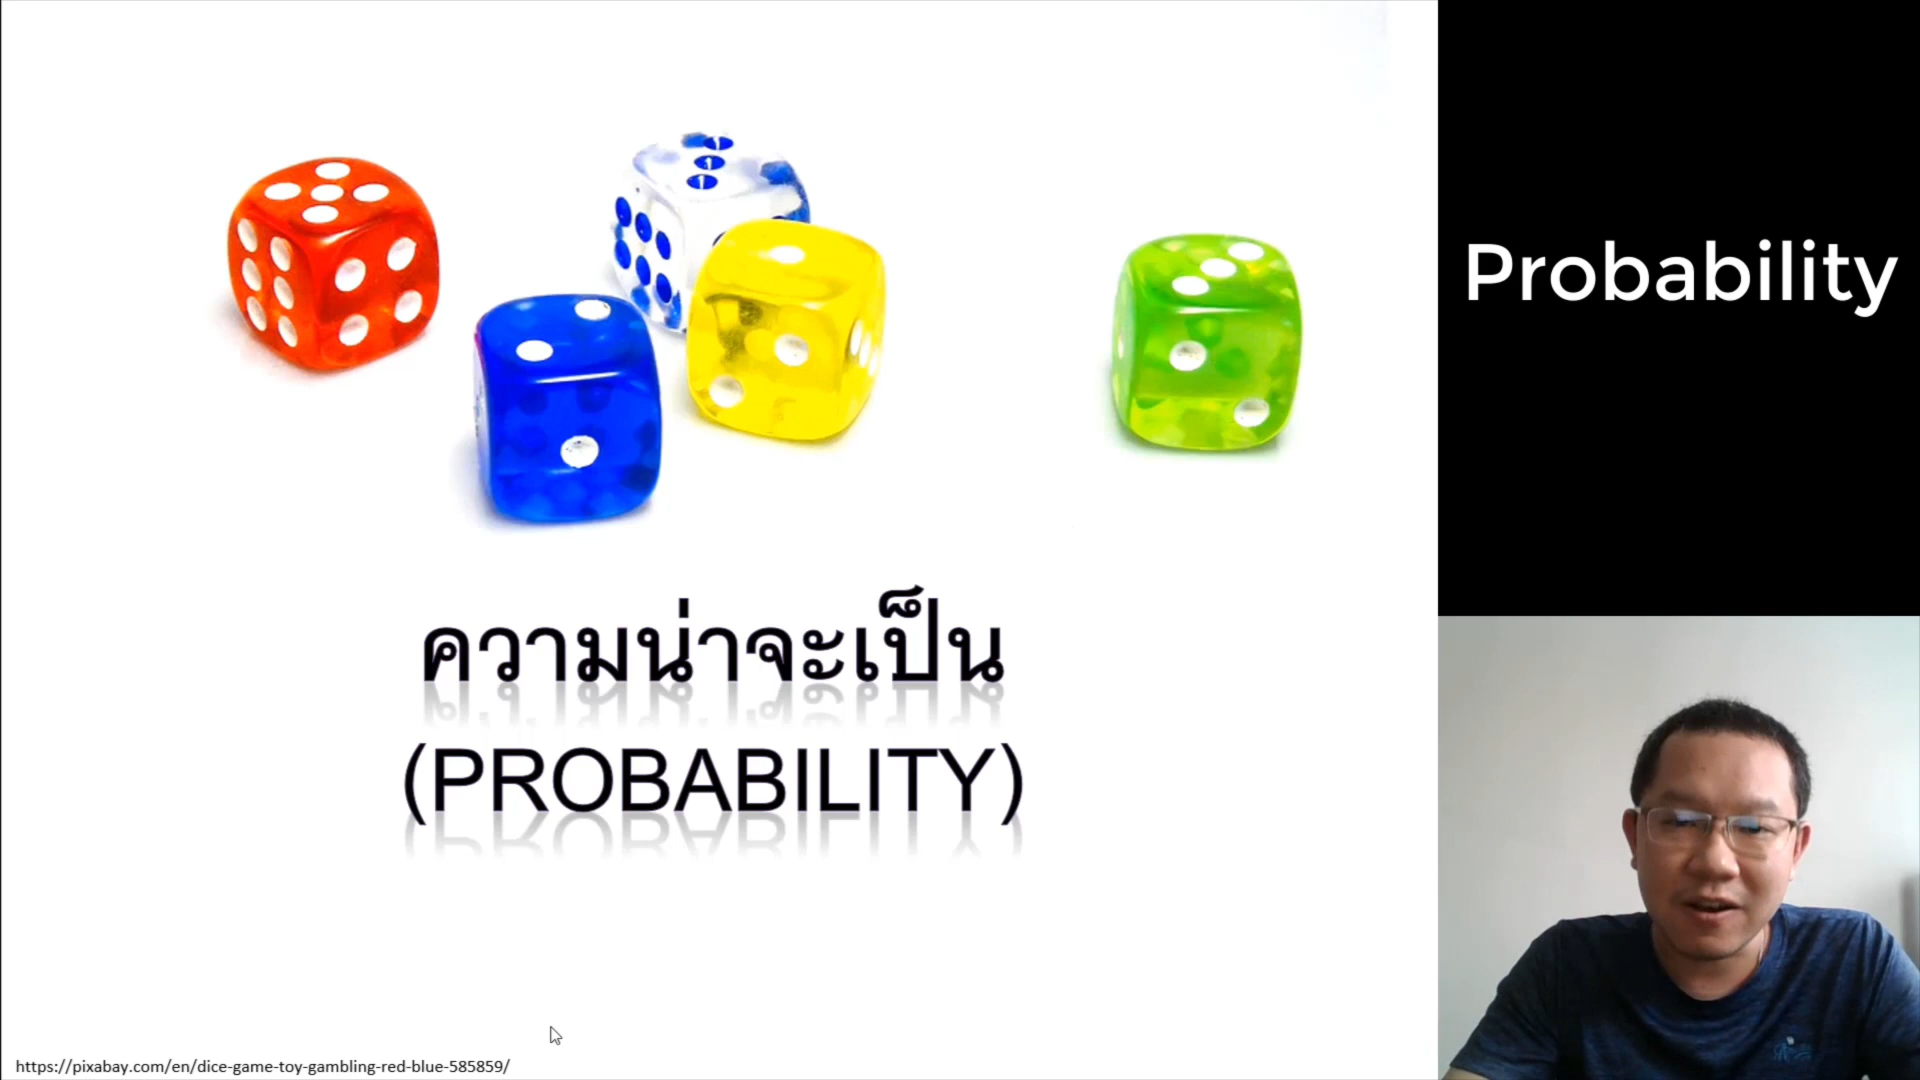 ความน่าจะเป็น
(PROBABILITY)
https://pixabay.com/en/dice-game-toy-gambling-red-blue-585859/
Probability